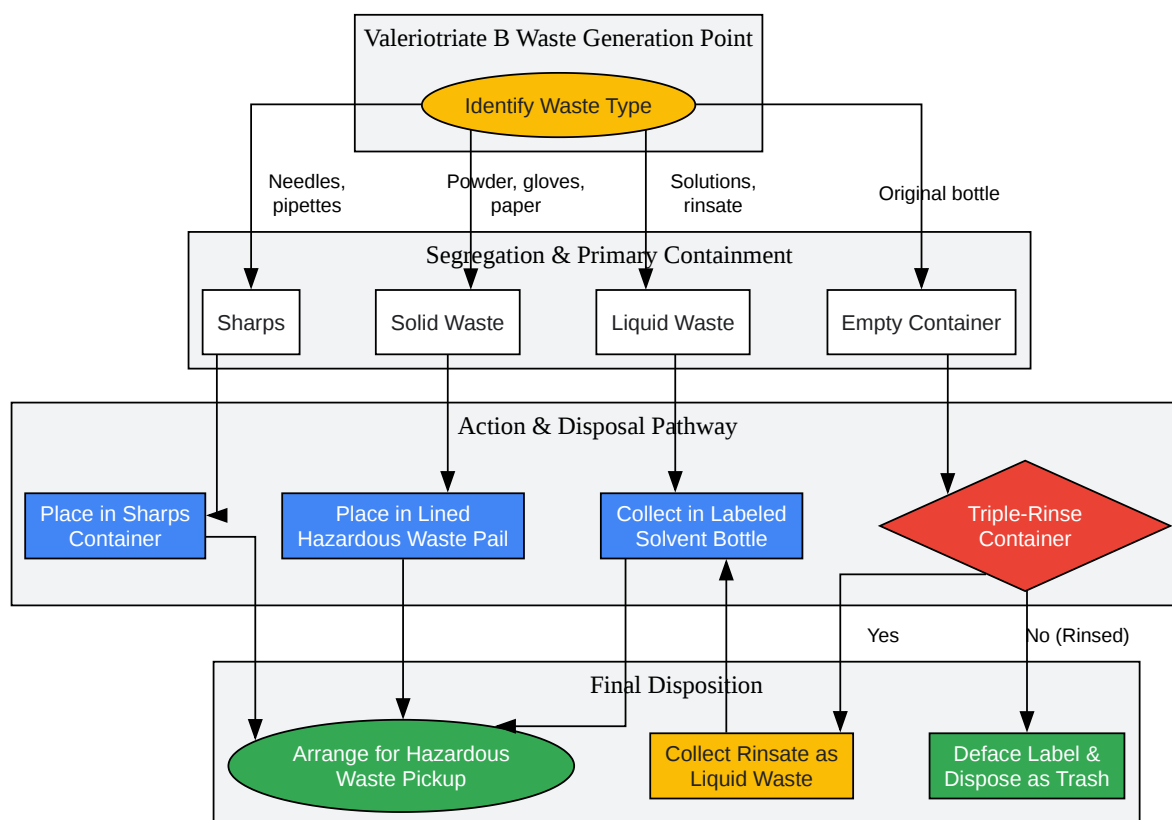 Valeriotriate B Waste Generation Point
Identify Waste Type
Needles,
pipettes
Powder, gloves,
paper
Solutions,
rinsate
Original bottle
Segregation & Primary Containment
Sharps
Solid Waste
Liquid Waste
Empty Container
Action & Disposal Pathway
Place in Sharps
Container
Place in Lined
Hazardous Waste Pail
Collect in Labeled
Solvent Bottle
Triple-Rinse
Container
Yes
No (Rinsed)
Final Disposition
Arrange for Hazardous
Waste Pickup
Collect Rinsate as
Liquid Waste
Deface Label &
Dispose as Trash